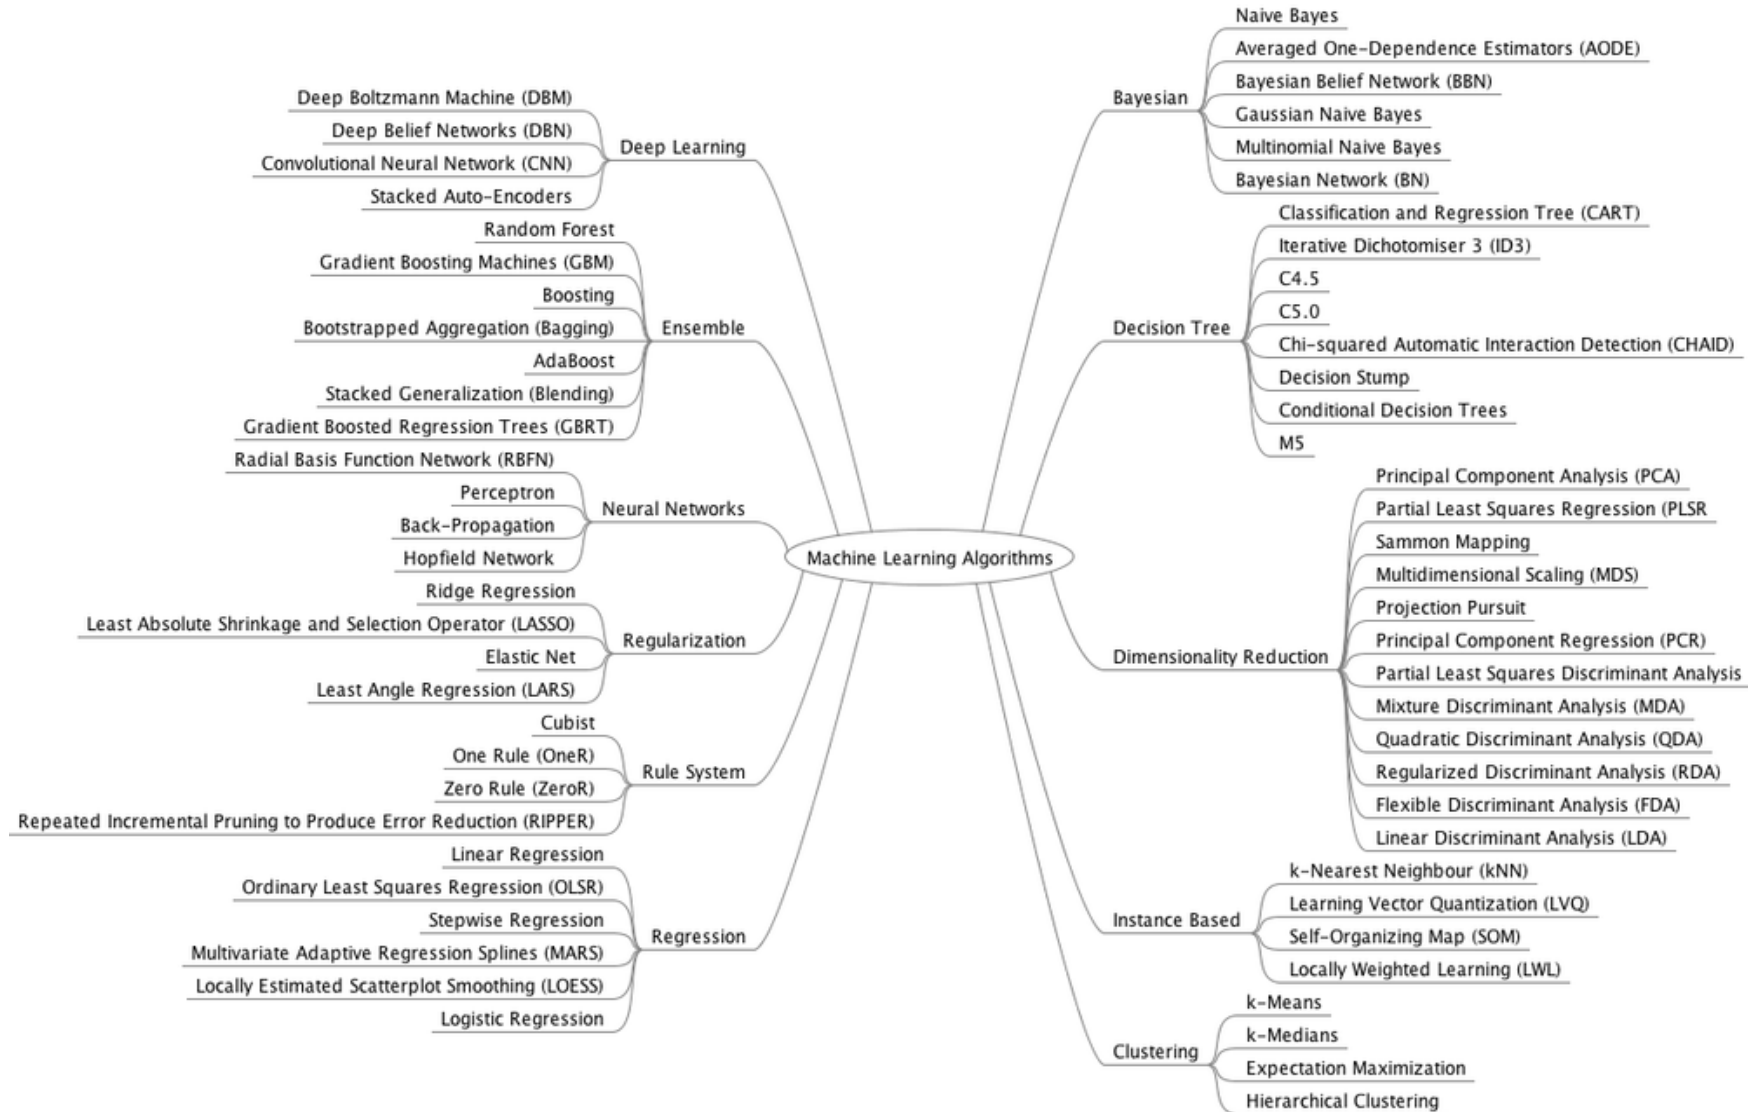 Machine Learning Algorithms
Deep Learning
Deep Boltzmann Machine (DBM)
Deep Belief Networks (DBN)
Convolutional Neural Network (CNN)
Stacked Auto-Encoders
Ensemble
Random Forest
Gradient Boosting Machines (GBM)
Boosting
Bootstrapped Aggregation (Bagging)
AdaBoost
Stacked Generalization (Blending)
Gradient Boosted Regression Trees (GBRT)
Neural Networks
Radial Basis Function Network (RBFN)
Perceptron
Back-Propagation
Hopfield Network
Regularization
Ridge Regression
Least Absolute Shrinkage and Selection Operator (LASSO)
Elastic Net
Least Angle Regression (LARS)
Rule System
Cubist
One Rule (OneR)
Zero Rule (ZeroR)
Repeated Incremental Pruning to Produce Error Reduction (RIPPER)
Regression
Linear Regression
Ordinary Least Squares Regression (OLSR)
Stepwise Regression
Multivariate Adaptive Regression Splines (MARS)
Locally Estimated Scatterplot Smoothing (LOESS)
Logistic Regression
Bayesian
Naive Bayes
Averaged One-Dependence Estimators (AODE)
Bayesian Belief Network (BBN)
Gaussian Naive Bayes
Multinomial Naive Bayes
Bayesian Network (BN)
Decision Tree
Classification and Regression Tree (CART)
Iterative Dichotomiser 3 (ID3)
C4.5
C5.0
Chi-squared Automatic Interaction Detection (CHAID)
Decision Stump
Conditional Decision Trees
M5
Dimensionality Reduction
Principal Component Analysis (PCA)
Partial Least Squares Regression (PLSR
Sammon Mapping
Multidimensional Scaling (MDS)
Projection Pursuit
Principal Component Regression (PCR)
Partial Least Squares Discriminant Analysis
Mixture Discriminant Analysis (MDA)
Quadratic Discriminant Analysis (QDA)
Regularized Discriminant Analysis (RDA)
Flexible Discriminant Analysis (FDA)
Linear Discriminant Analysis (LDA)
Instance Based
k-Nearest Neighbour (kNN)
Learning Vector Quantization (LVQ)
Self-Organizing Map (SOM)
Locally Weighted Learning (LWL)
Clustering
k-Means
k-Medians
Expectation Maximization
Hierarchical Clustering